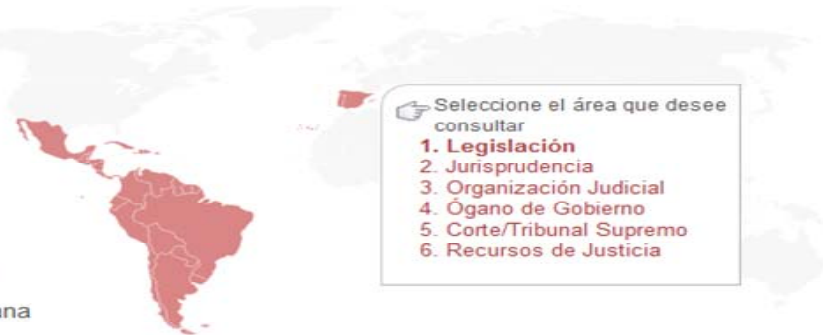 Seleccione el área que desee
consultar
1. Legislación
2. Jurisprudencia
3. Organización Judicial
4. Ógano de Gobierno
5. Corte/Tribunal Supremo
6. Recursos de Justicia